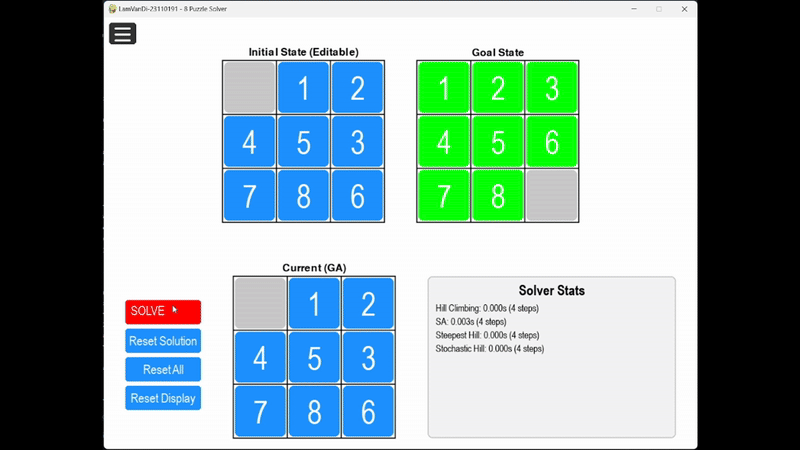 LamVanDi-23110191 - 8 Puzzle Solver
Initial State (Editable)
Goal State
1 2
1 2 3
4 5 3
4 5 6
7 8 6
7 8
Current (GA)
1 2
4 5 3
7 8 6
SOLVE
Reset Solution
Reset All
Reset Display
Solver Stats
Hill Climbing: 0.000s (4 steps)
SA: 0.003s (4 steps)
Steepest Hill: 0.000s (4 steps)
Stochastic Hill: 0.000s (4 steps)